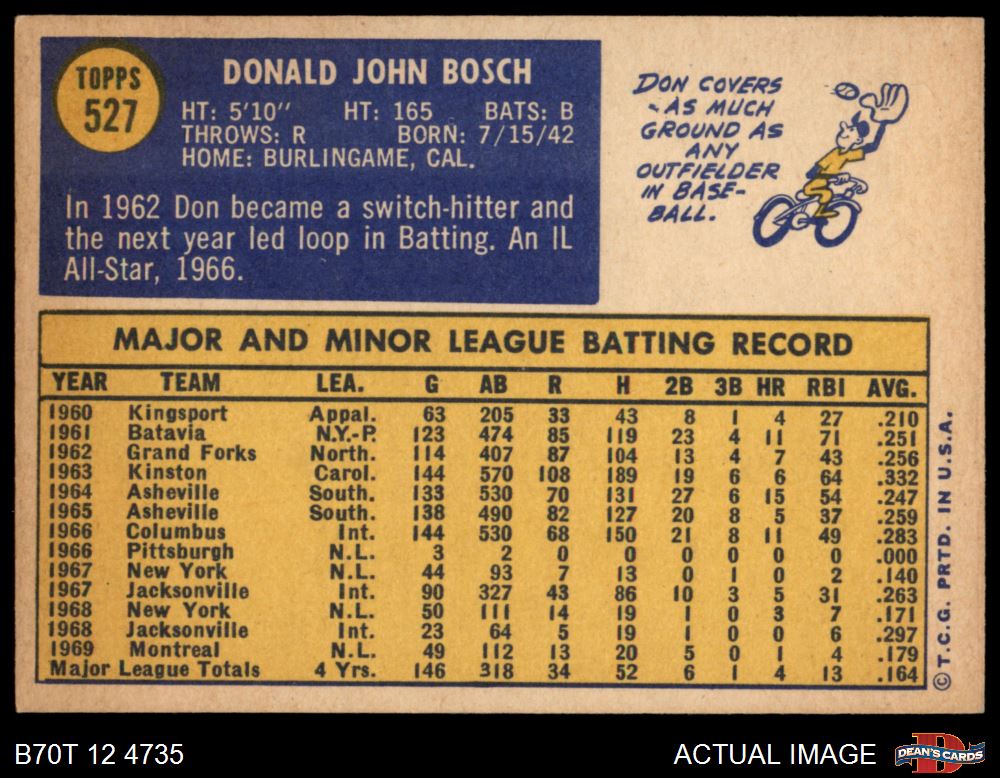 TOPPS
527
DONALD JOHN BOSCH
HT: 5'10" HT: 165 BATS: B
THROWS: R BORN: 7/15/42
HOME: BURLINGAME, CAL.
In 1962 Don became a switch-hitter and
the next year led loop in Batting. An IL
All-Star, 1966.
DON COVERS
AS MUCH
GROUND AS
ANY
OUTFIELDER
IN BASE-
BALL.
MAJOR AND MINOR LEAGUE BATTING RECORD
YEAR TEAM LEA. G AB R H 2B 3B HR RBI AVG.
1960 Kingsport Appal. 63 205 33 43 8 1 4 27 .210
1961 Batavia N.Y.-P. 123 474 85 119 23 4 11 71 .251
1962 Grand Forks North. 114 407 87 104 13 4 7 43 .256
1963 Kinston Carol. 144 570 108 189 19 6 6 64 .332
1964 Asheville South. 133 530 70 131 27 6 15 54 .247
1965 Asheville South. 138 490 82 127 20 8 5 37 .259
1966 Columbus Int. 144 530 68 150 21 8 11 49 .283
1966 Pittsburgh N.L. 3 2 0 0 0 0 0 0 .000
1967 New York N.L. 44 93 7 13 0 1 0 2 .140
1967 Jacksonville Int. 90 327 43 86 10 3 5 31 .263
1968 New York N.L. 50 111 14 19 1 0 3 7 .171
1968 Jacksonville Int. 23 64 5 19 1 0 0 6 .297
1969 Montreal N.L. 49 112 13 20 5 0 1 4 .179
Major League Totals 4 Yrs. 146 318 34 52 6 1 4 13 .164
©T.C.G. PRTD. IN U.S.A.
B70T 12 4735
ACTUAL IMAGE
D
DEAN'S CARDS